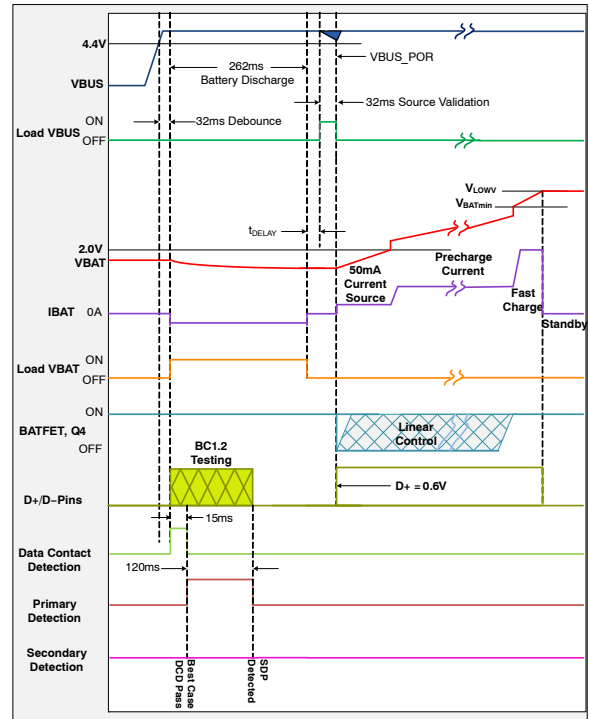 4.4V
VBUS_POR
262ms
Battery Discharge
VBUS
32ms Source Validation
ON
32ms Debounce
Load VBUS
OFF
VLOWV
VBATmin
tDELAY
2.0V
VBAT
Precharge
Current
50mA
Current
Source
IBAT
0A
Fast
Charge
Standby
ON
Load VBAT
OFF
ON
BATFET, Q4
Linear
Control
OFF
BC1.2
Testing
D+ = 0.6V
D+/D−Pins
15ms
Data Contact
Detection
120ms
Primary
Detection
Secondary
Detection
Best Case
DCD Pass
SDP
Detected